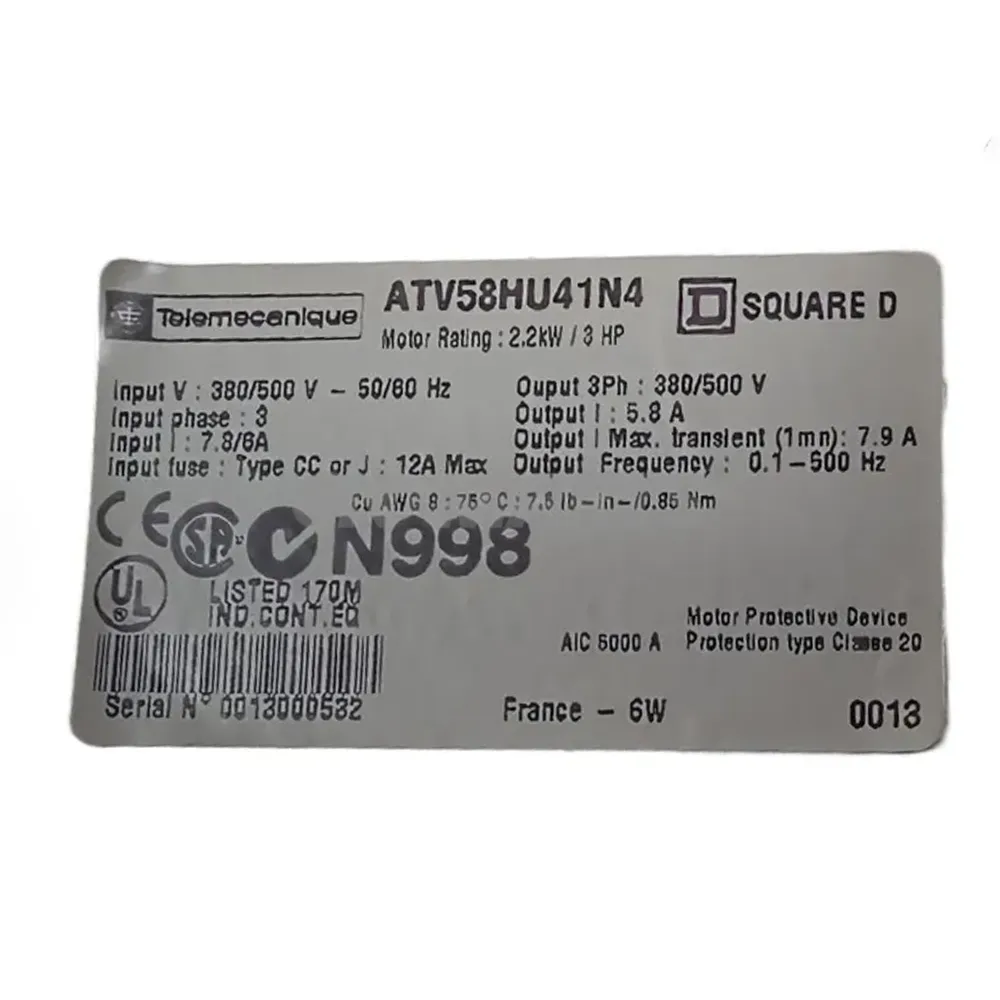 Telemecanique
ATV58HU41N4
SQUARE D
Motor Rating : 2.2kW / 3 HP
Input V : 380/500 V ~ 50/60 Hz
Input phase : 3
Input I : 7.8/6A
Input fuse : Type CC or J : 12A Max
Ouput 3Ph : 380/500 V
Output I : 5.8 A
Output I Max. transient (1mn): 7.9 A
Output Frequency : 0.1-500 Hz
Cu AWG 8 : 75° C : 7.5 lb-in-/0.85 Nm
CE SA N998
UL
LISTED 170M
IND.CONT.EQ
Motor Protective Device
AIC 5000 A
Protection type Classe 20
Serial N° 0013000532
France - 6W
0013